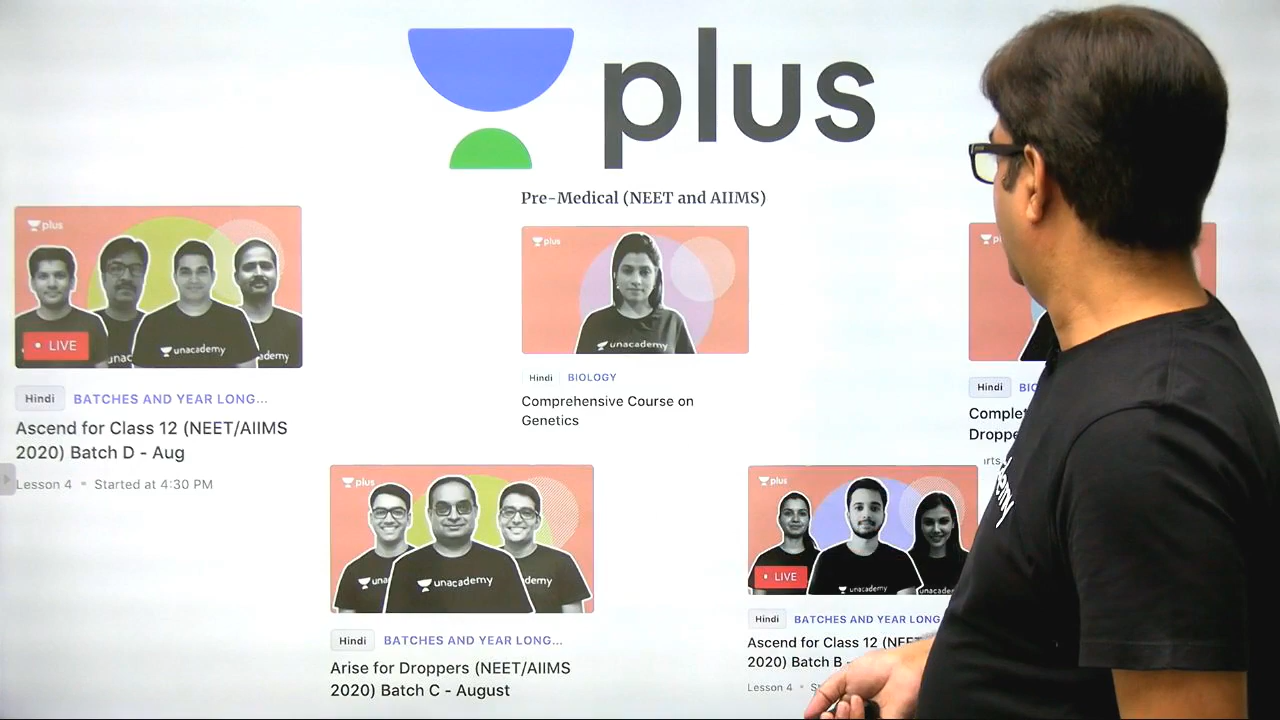 plus
Pre-Medical (NEET and AIIMS)
plus
unacademy
LIVE
Hindi
BATCHES AND YEAR LONG...
Ascend for Class 12 (NEET/AIIMS
2020) Batch D - Aug
Lesson 4 • Started at 4:30 PM
plus
unacademy
Hindi
BIOLOGY
Comprehensive Course on
Genetics
Hindi
plus
unacademy
Hindi
BATCHES AND YEAR LONG...
Arise for Droppers (NEET/AIIMS
2020) Batch C - August
plus
unacademy
LIVE
Hindi
BATCHES AND YEAR LONG
Ascend for Class 12
2020) Batch B -
Lesson 4 •